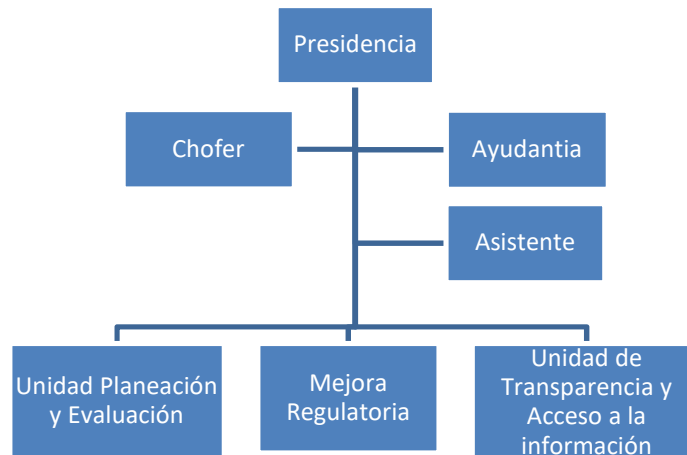 Presidencia
Chofer
Ayudantia
Asistente
Unidad Planeación
y Evaluación
Mejora
Regulatoria
Unidad de
Transparencia y
Acceso a la
información